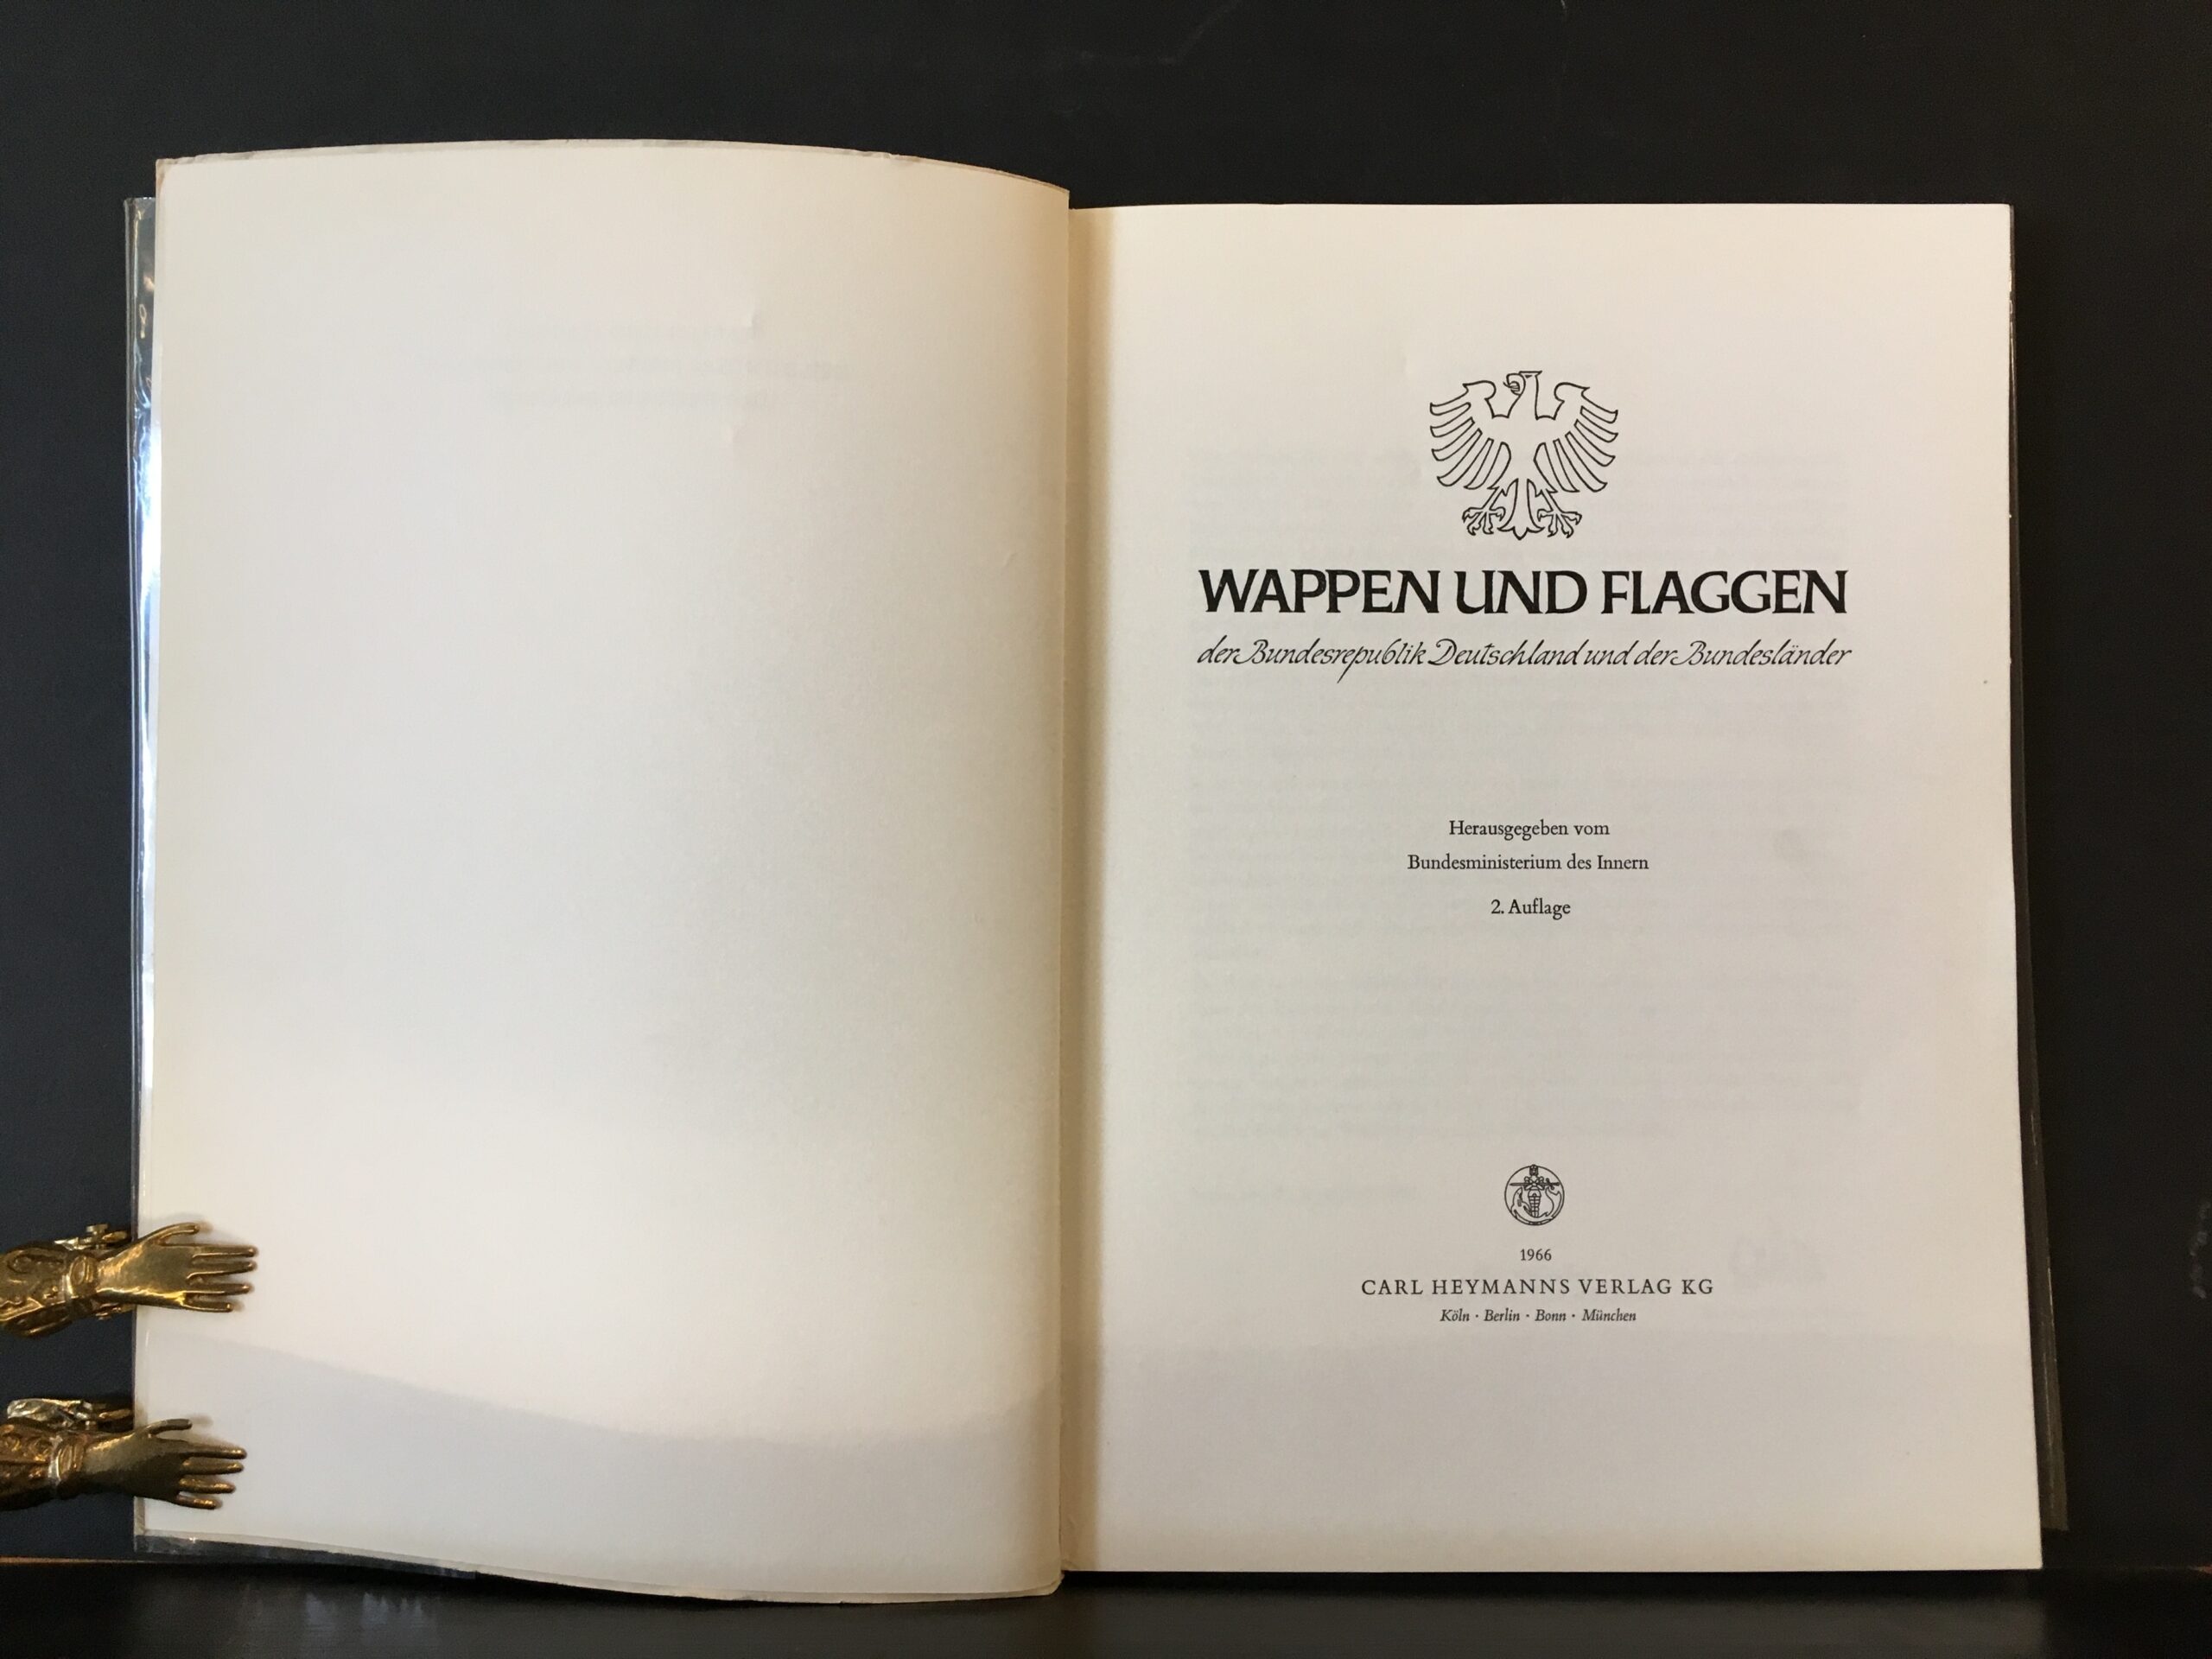 WAPPEN UND FLAGGEN
der Bundesrepublik Deutschland und der Bundesländer
Herausgegeben vom
Bundesministerium des Innern
2. Auflage
1966
CARL HEYMANNS VERLAG KG
Köln · Berlin · Bonn · München